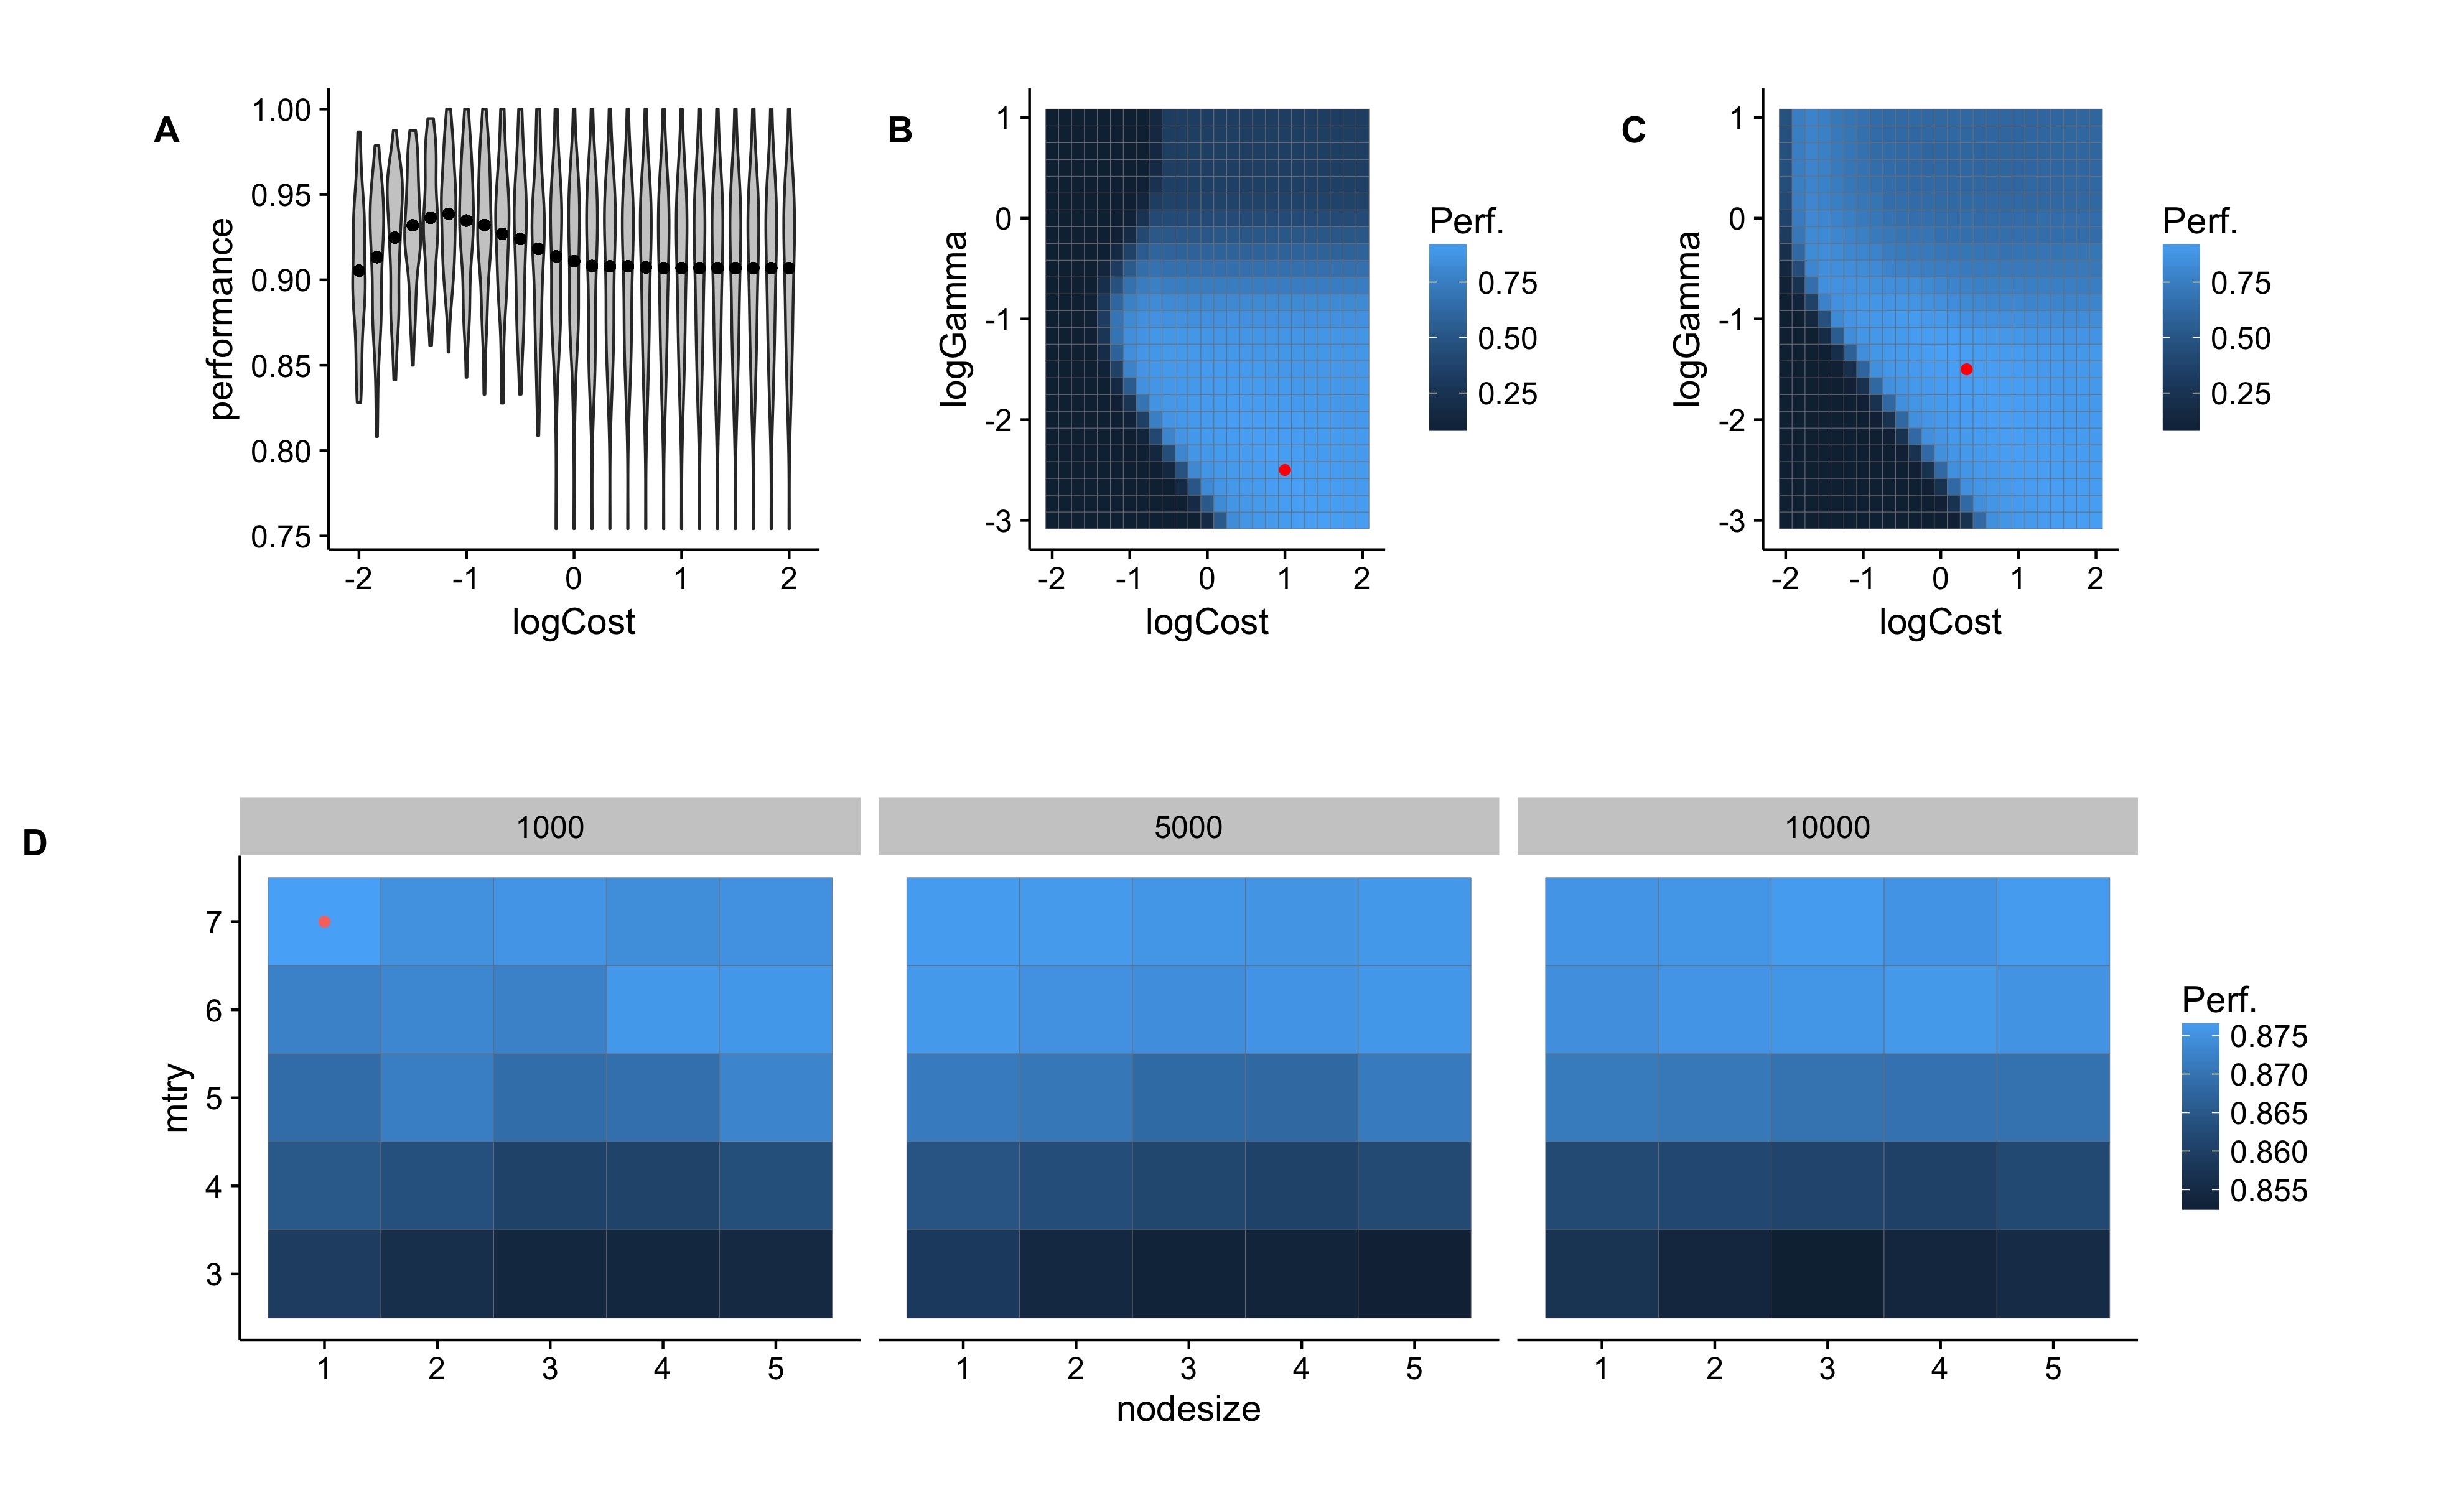 A
performance
1.00
0.95
0.90
0.85
0.80
0.75
-2 -1 0 1 2
logCost
B
logGamma
1
0
-1
-2
-3
-2 -1 0 1 2
logCost
Perf.
0.75
0.50
0.25
C
logGamma
1
0
-1
-2
-3
-2 -1 0 1 2
logCost
Perf.
0.75
0.50
0.25
D
1000 5000 10000
mtry
7
6
5
4
3
1 2 3 4 5 1 2 3 4 5 1 2 3 4 5
nodesize
Perf.
0.875
0.870
0.865
0.860
0.855